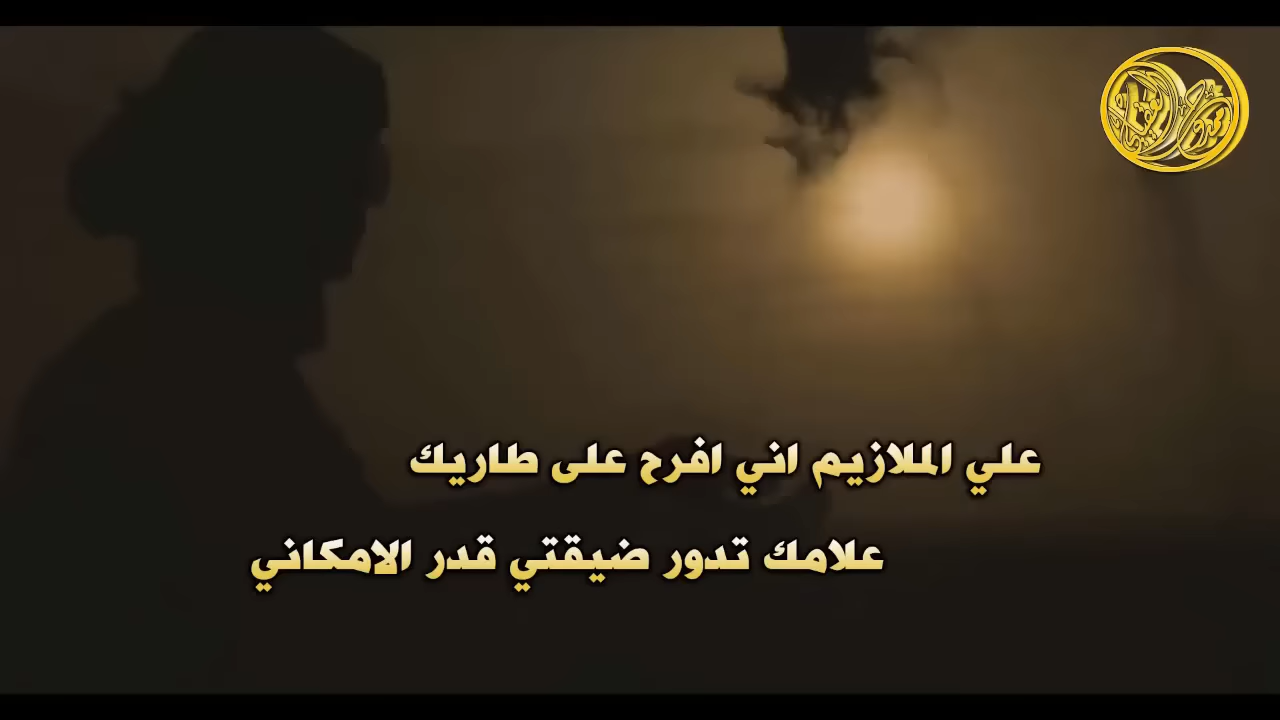 علي الملازيم اني افرح على طاريك
علامك تدور ضيقتي قدر الامكاني